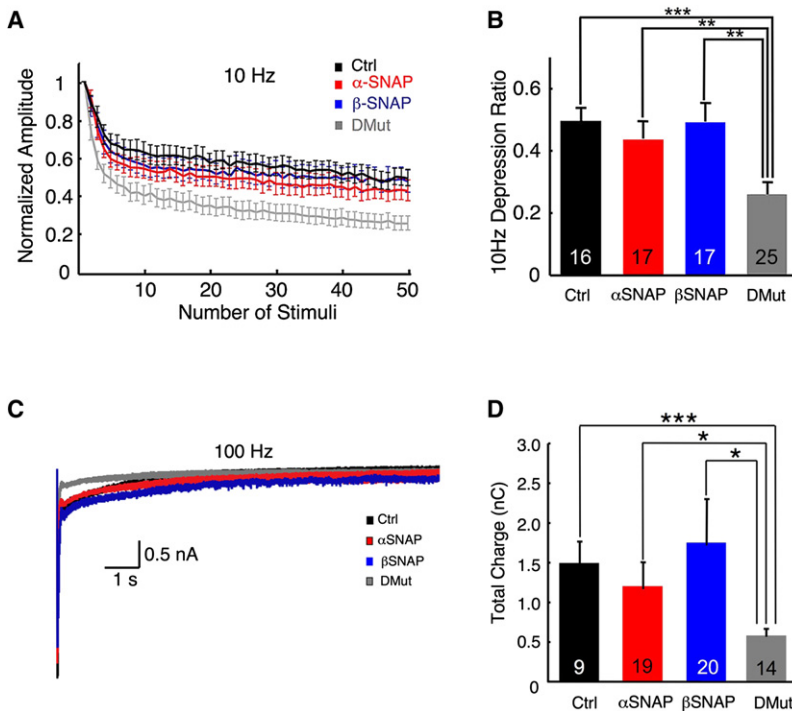 A
10 Hz
Ctrl
α-SNAP
β-SNAP
DMut
Normalized Amplitude
1
0.8
0.6
0.4
0.2
0
10
20
30
40
50
Number of Stimuli
B
***
**
**
10Hz Depression Ratio
0.6
0.4
0.2
0
16
17
17
25
Ctrl
αSNAP
βSNAP
DMut
C
100 Hz
Ctrl
αSNAP
βSNAP
DMut
0.5 nA
1 s
D
***
*
*
Total Charge (nC)
3.0
2.5
2.0
1.5
1.0
0.5
0
9
19
20
14
Ctrl
αSNAP
βSNAP
DMut